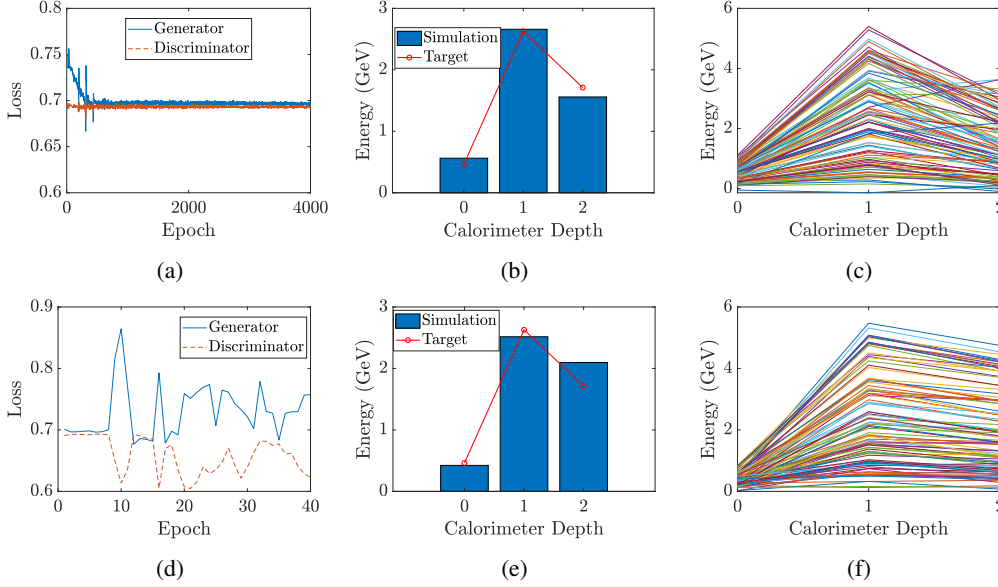 0.8
0.75
0.7
0.65
0.6
Loss
Generator
Discriminator
0
2000
4000
Epoch
(a)
3
2
1
0
Energy (GeV)
Simulation
Target
0
1
2
Calorimeter Depth
(b)
6
4
2
0
Energy (GeV)
0
1
2
Calorimeter Depth
(c)
0.9
0.8
0.7
0.6
Loss
Generator
Discriminator
0
10
20
30
40
Epoch
(d)
3
2
1
0
Energy (GeV)
Simulation
Target
0
1
2
Calorimeter Depth
(e)
6
4
2
0
Energy (GeV)
0
1
2
Calorimeter Depth
(f)